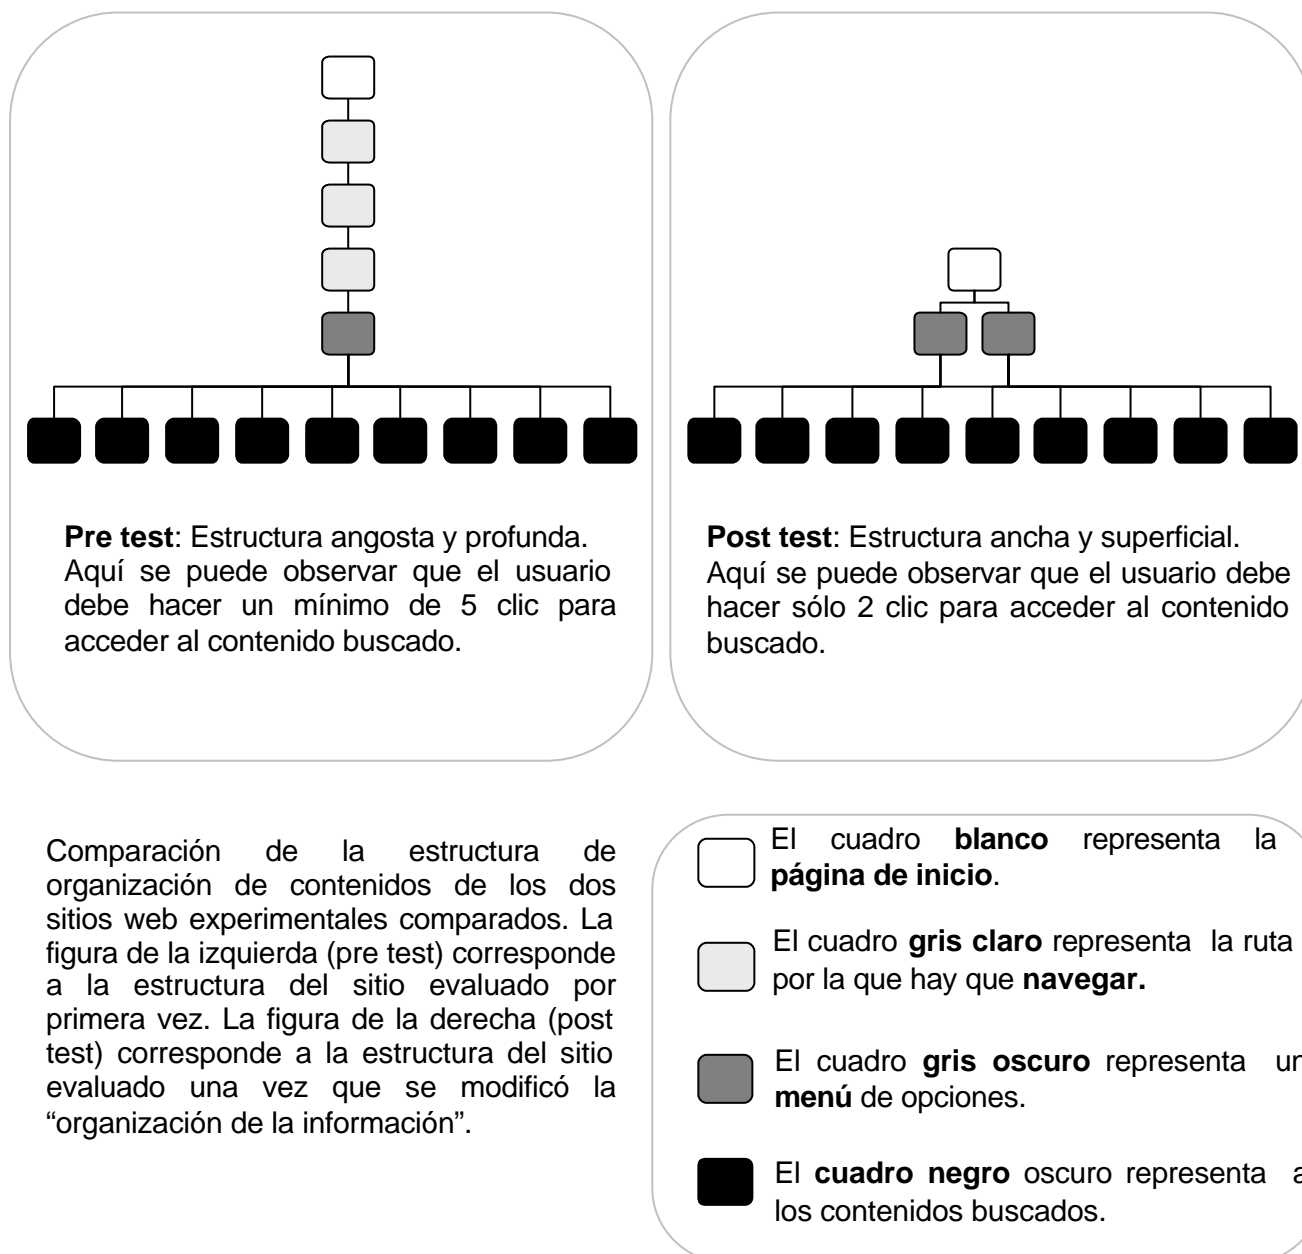 Pre test: Estructura angosta y profunda.
Aquí se puede observar que el usuario
debe hacer un mínimo de 5 clic para
acceder al contenido buscado.
Post test: Estructura ancha y superficial.
Aquí se puede observar que el usuario debe
hacer sólo 2 clic para acceder al contenido
buscado.
Comparación de la estructura de
organización de contenidos de los dos
sitios web experimentales comparados. La
figura de la izquierda (pre test) corresponde
a la estructura del sitio evaluado por
primera vez. La figura de la derecha (post
test) corresponde a la estructura del sitio
evaluado una vez que se modificó la
“organización de la información”.
El cuadro blanco representa la
página de inicio.
El cuadro gris claro representa la ruta
por la que hay que navegar.
El cuadro gris oscuro representa un
menú de opciones.
El cuadro negro oscuro representa a
los contenidos buscados.